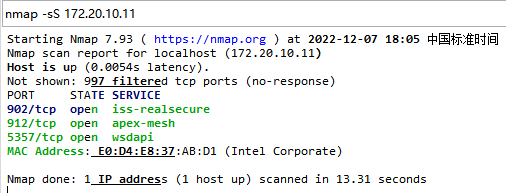 nmap -sS 172.20.10.11
Starting Nmap 7.93 ( https://nmap.org ) at 2022-12-07 18:05 中国标准时间
Nmap scan report for localhost (172.20.10.11)
Host is up (0.0054s latency).
Not shown: 997 filtered tcp ports (no-response)
PORT     STATE SERVICE
902/tcp  open  iss-realsecure
912/tcp  open  apex-mesh
5357/tcp open  wsdapi
MAC Address: E0:D4:E8:37:AB:D1 (Intel Corporate)
Nmap done: 1 IP address (1 host up) scanned in 13.31 seconds